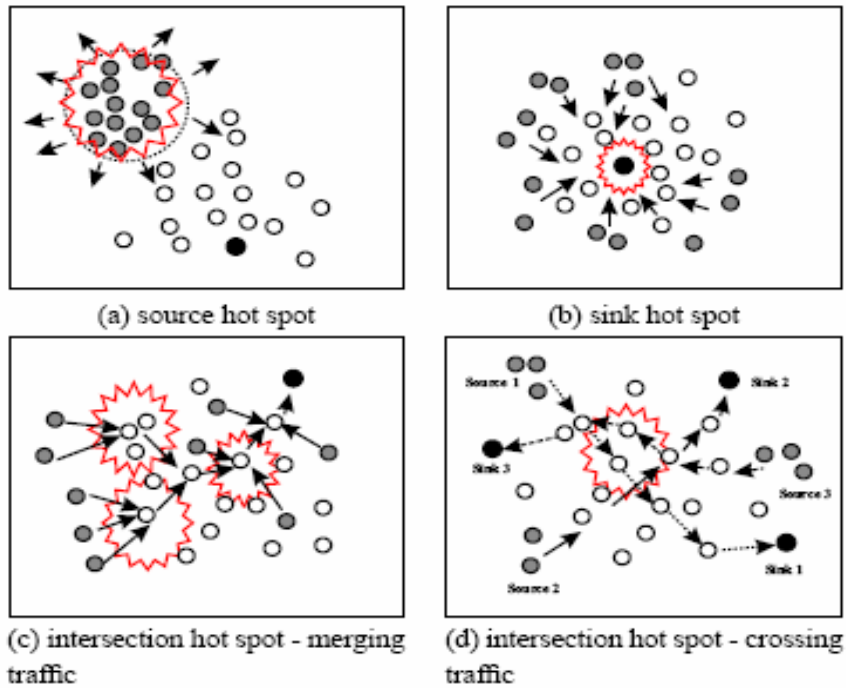 (a) source hot spot
(b) sink hot spot
Source 1
Sink 2
Sink 3
Source 3
Source 2
Sink 1
(c) intersection hot spot - merging
traffic
(d) intersection hot spot - crossing
traffic